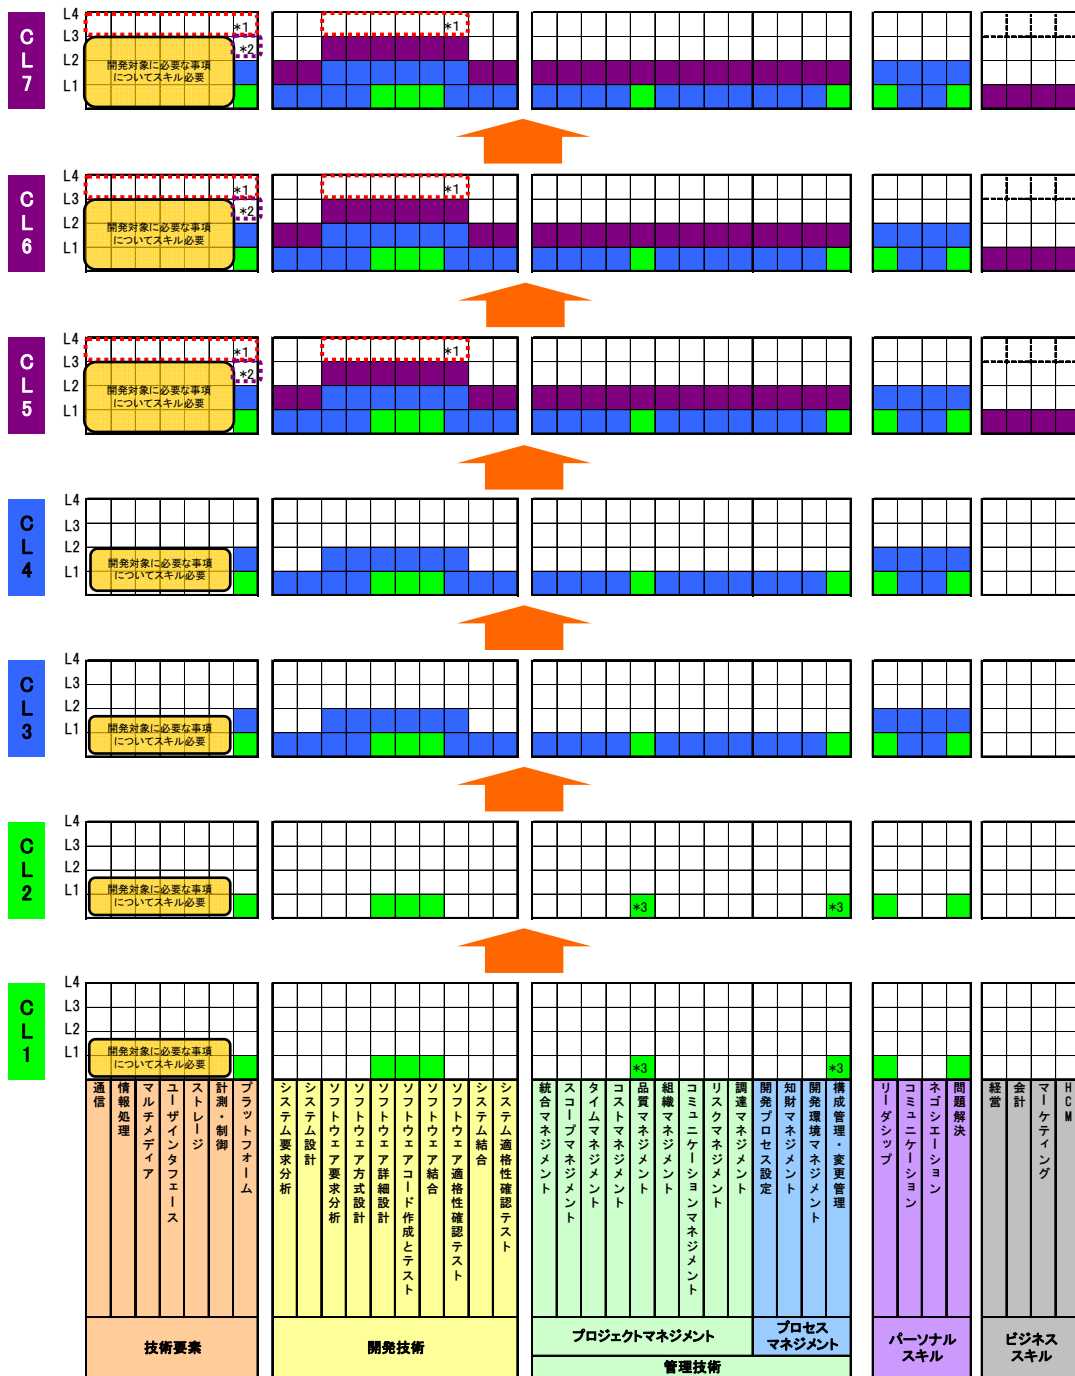 CL7
L4
L3
L2
L1
*1
*2
開発対象に必要な事項
についてスキル必要
*1
CL6
L4
L3
L2
L1
*1
*2
開発対象に必要な事項
についてスキル必要
*1
CL5
L4
L3
L2
L1
*1
*2
開発対象に必要な事項
についてスキル必要
*1
CL4
L4
L3
L2
L1
開発対象に必要な事項
についてスキル必要
CL3
L4
L3
L2
L1
開発対象に必要な事項
についてスキル必要
CL2
L4
L3
L2
L1
開発対象に必要な事項
についてスキル必要
*3
*3
CL1
L4
L3
L2
L1
開発対象に必要な事項
についてスキル必要
*3
*3
通信
情報処理
マルチメディア
ユーザインタフェース
ストレージ
計測・制御
プラットフォーム
システム要求分析
システム設計
ソフトウェア要求分析
ソフトウェア方式設計
ソフトウェア詳細設計
ソフトウェアコード作成とテスト
ソフトウェア結合
ソフトウェア適格性確認テスト
システム結合
システム適格性確認テスト
統合マネジメント
スコープマネジメント
タイムマネジメント
コストマネジメント
品質マネジメント
組織マネジメント
コミュニケーションマネジメント
リスクマネジメント
調達マネジメント
開発プロセス設定
知財マネジメント
開発環境マネジメント
構成管理・変更管理
リーダシップ
コミュニケーション
ネゴシエーション
問題解決
経営
会計
マーケティング
HCM
技術要素
開発技術
プロジェクトマネジメント
プロセス
マネジメント
管理技術
パーソナル
スキル
ビジネス
スキル